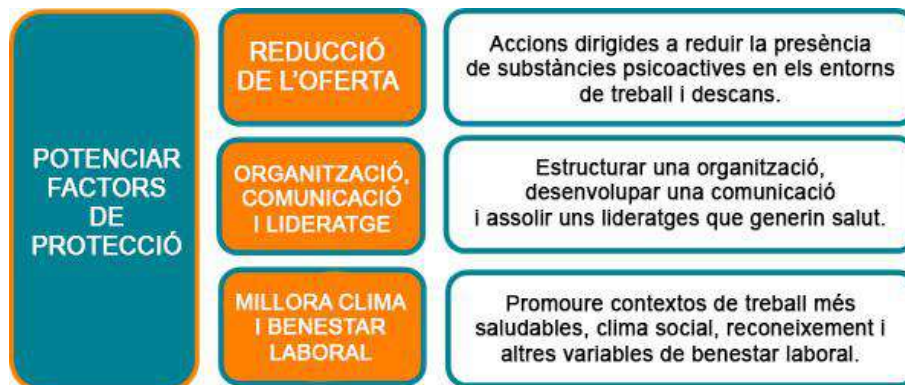 POTENCIAR
FACTORS
DE
PROTECCIÓ
REDUCCIÓ
DE L'OFERTA
Accions dirigides a reduir la presència
de substàncies psicoactives en els entorns
de treball i descans.
ORGANITZACIÓ,
COMUNICACIÓ
I LIDERATGE
Estructurar una organització,
desenvolupar una comunicació
i assolir uns lideratges que generin salut.
MILLORA CLIMA
I BENESTAR
LABORAL
Promoure contextos de treball més
saludables, clima social, reconeixement i
altres variables de benestar laboral.